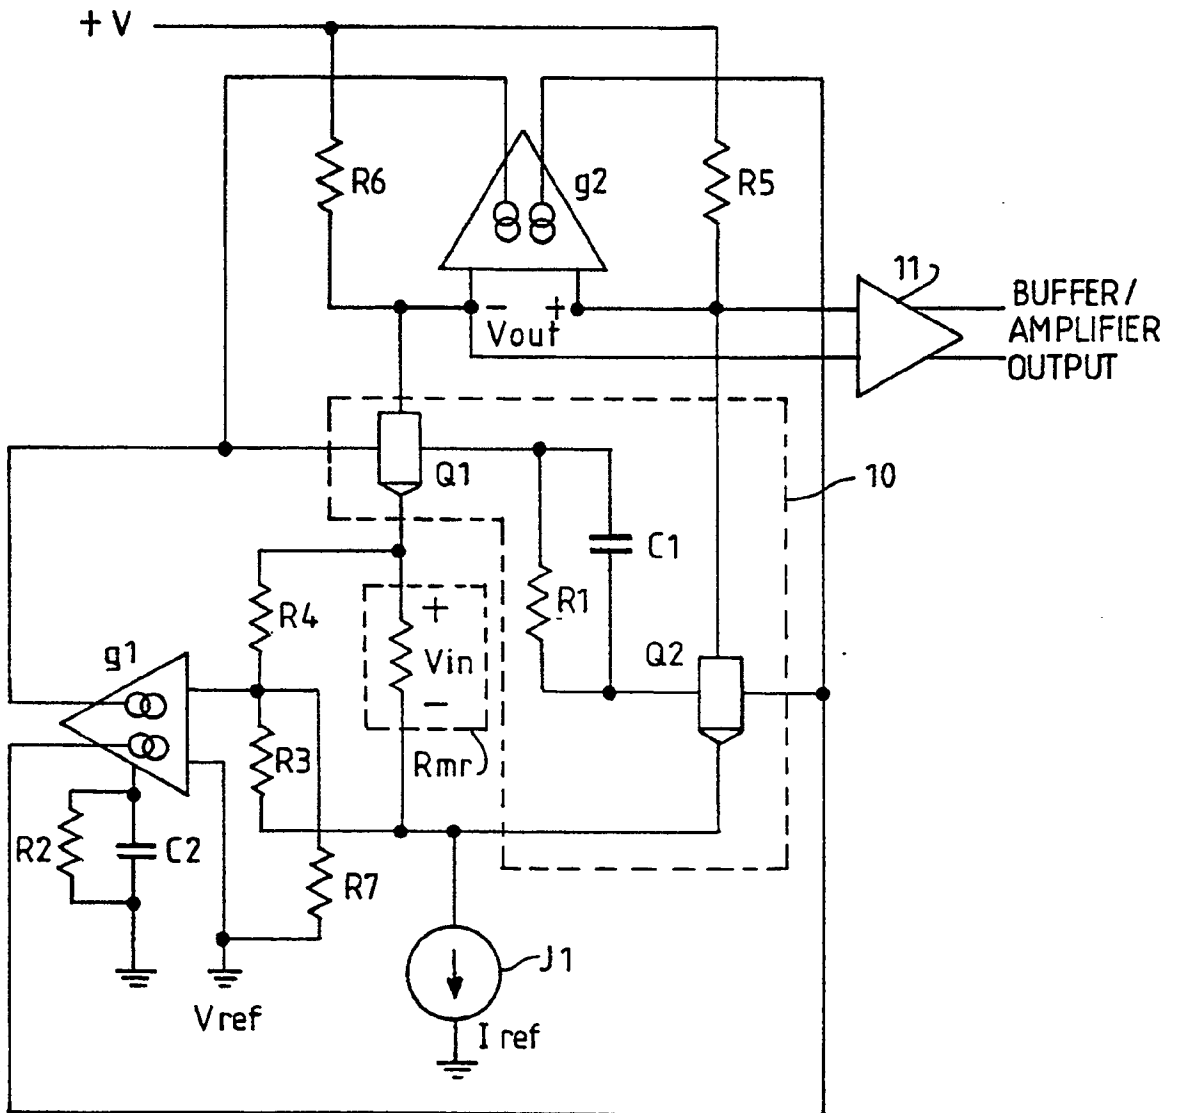 + V
R6
g2
R5
11
- +
Vout
BUFFER/
AMPLIFIER
OUTPUT
Q1
10
C1
R4
+
R1
g1
Vin
Q2
-
R3
Rmr
R2
C2
R7
J1
Vref
I ref